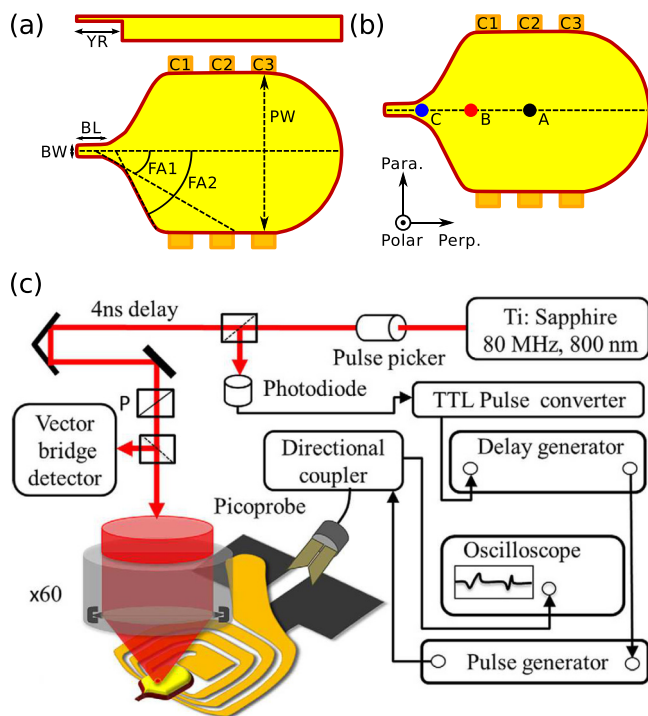 (a)
YR
C1 C2 C3
BL
PW
BW
FA1
FA2
(b)
C1 C2 C3
C B A
Para.
Polar Perp.
(c)
4ns delay
Ti: Sapphire
80 MHz, 800 nm
Pulse picker
Photodiode
P
TTL Pulse converter
Vector
bridge
detector
Directional
coupler
Delay generator
Picoprobe
Oscilloscope
x60
Pulse generator